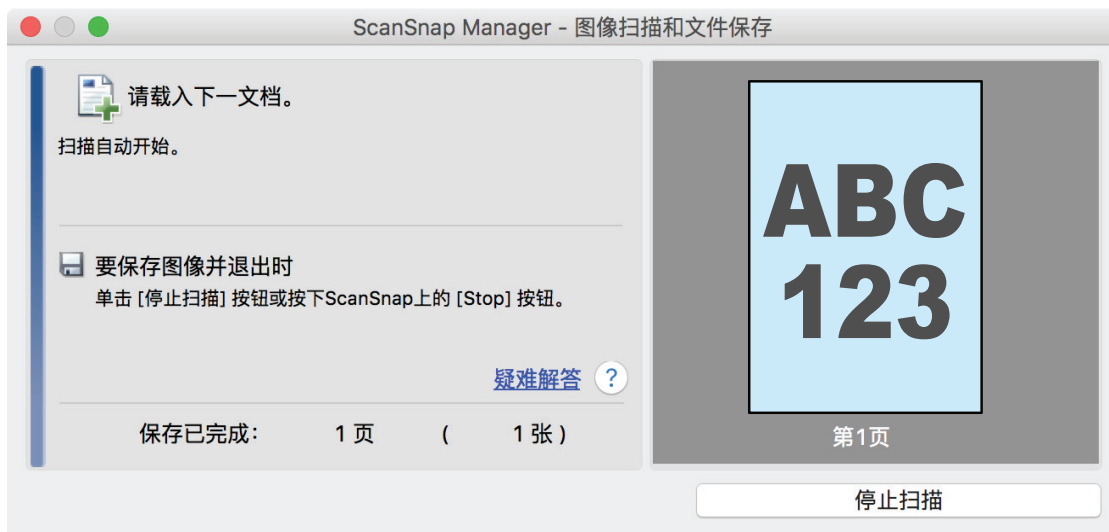 ScanSnap Manager - 图像扫描和文件保存
请载入下一文档。
扫描自动开始。
要保存图像并退出时
单击 [停止扫描] 按钮或按下ScanSnap上的 [Stop] 按钮。
疑难解答 ?
保存已完成： 1 页 ( 1 张 )
ABC
123
第1页
停止扫描